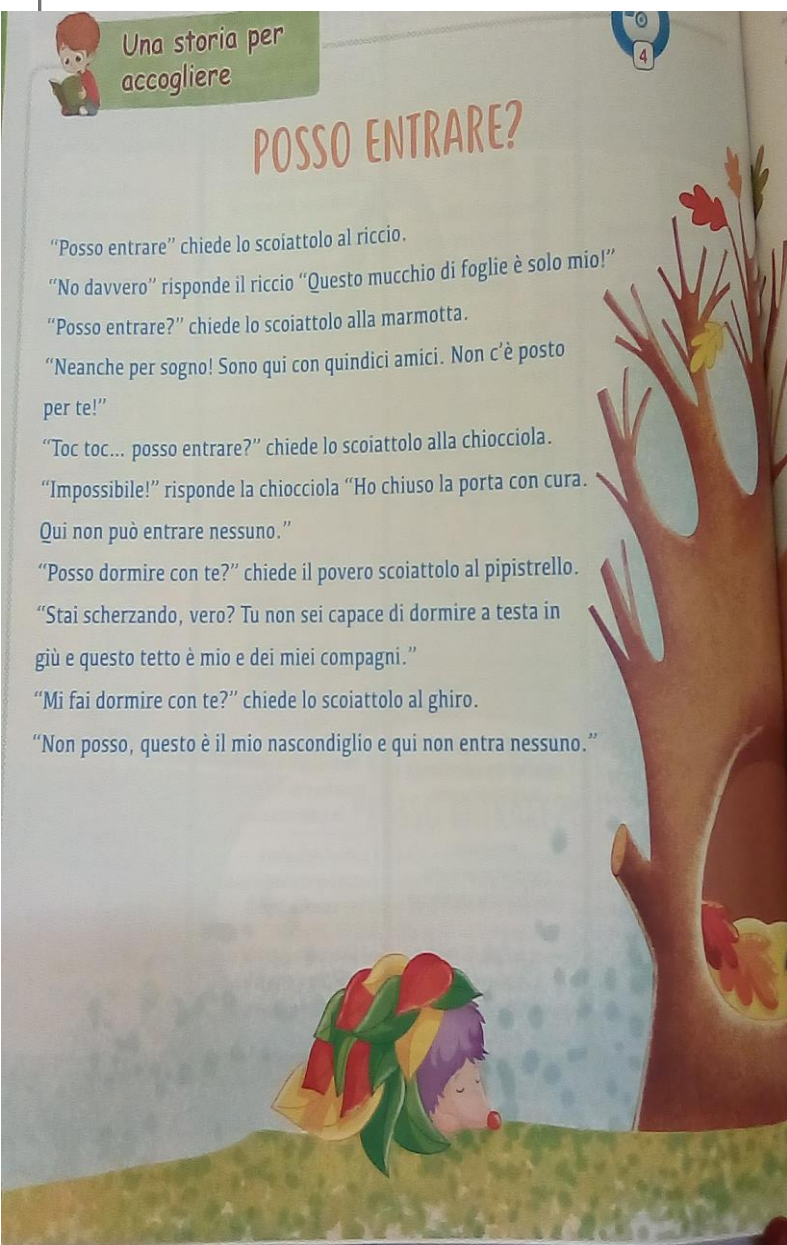 Una storia per
accogliere
4
POSSO ENTRARE?
“Posso entrare” chiede lo scoiattolo al riccio.
“No davvero” risponde il riccio “Questo mucchio di foglie è solo mio!”
“Posso entrare?” chiede lo scoiattolo alla marmotta.
“Neanche per sogno! Sono qui con quindici amici. Non c’è posto
per te!”
“Toc toc... posso entrare?” chiede lo scoiattolo alla chiocciola.
“Impossibile!” risponde la chiocciola “Ho chiuso la porta con cura.
Qui non può entrare nessuno.”
“Posso dormire con te?” chiede il povero scoiattolo al pipistrello.
“Stai scherzando, vero? Tu non sei capace di dormire a testa in
giù e questo tetto è mio e dei miei compagni.”
“Mi fai dormire con te?” chiede lo scoiattolo al ghiro.
“Non posso, questo è il mio nascondiglio e qui non entra nessuno.”